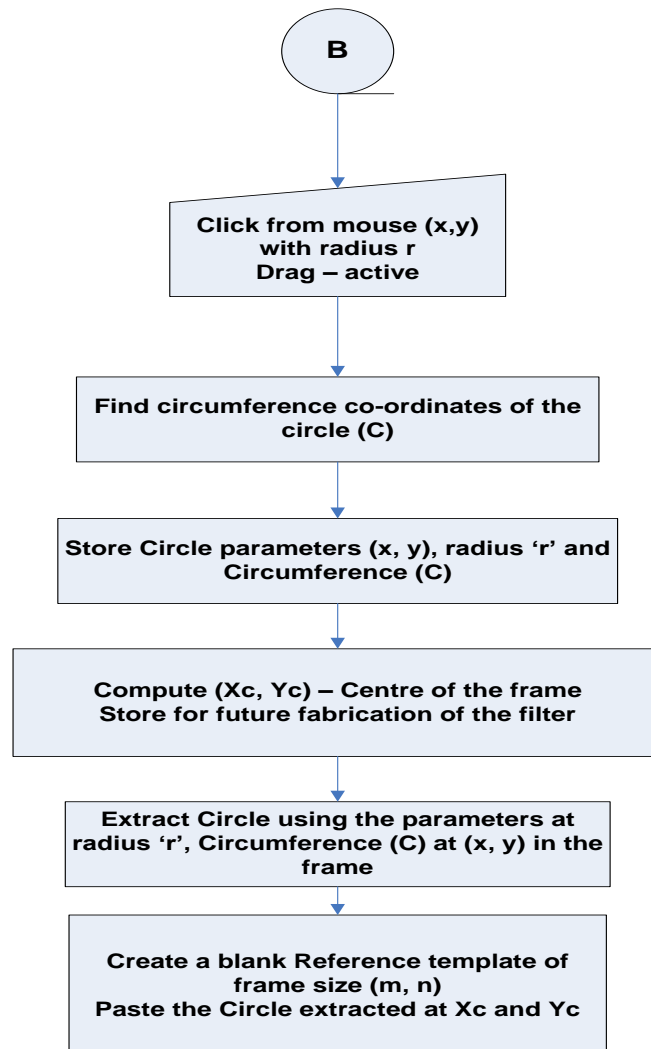 B
Click from mouse (x,y)
with radius r
Drag – active
Find circumference co-ordinates of the
circle (C)
Store Circle parameters (x, y), radius ‘r’ and
Circumference (C)
Compute (Xc, Yc) – Centre of the frame
Store for future fabrication of the filter
Extract Circle using the parameters at
radius ‘r’, Circumference (C) at (x, y) in the
frame
Create a blank Reference template of
frame size (m, n)
Paste the Circle extracted at Xc and Yc